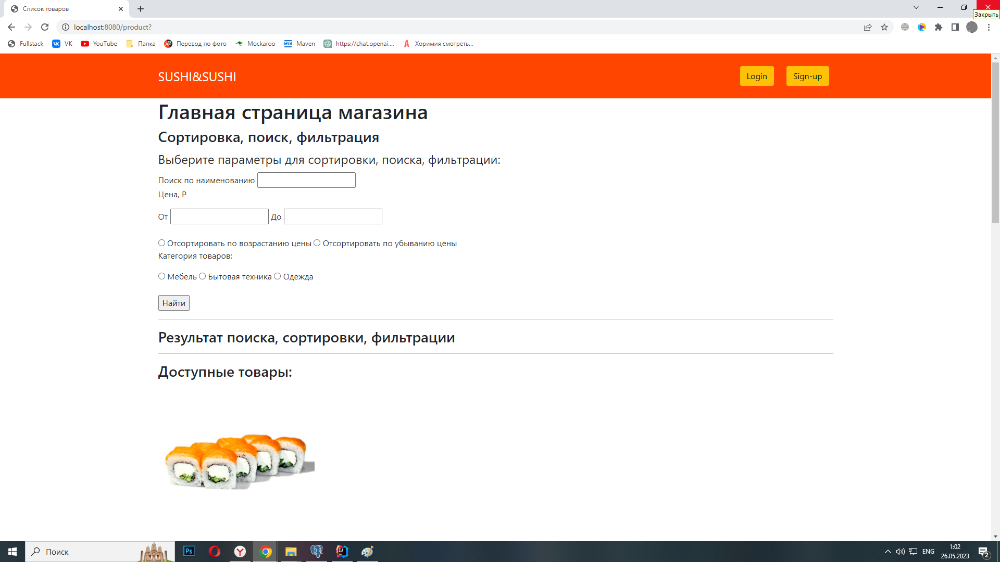 Список товаров
Закрыть
localhost:8080/product?
Fullstack VK YouTube Папка Перевод по фото Mockaroo Maven https://chat.openai.... Хоримия смотреть...
SUSHI&SUSHI Login Sign-up
Главная страница магазина
Сортировка, поиск, фильтрация
Выберите параметры для сортировки, поиска, фильтрации:
Поиск по наименованию
Цена, Р
От До
Отсортировать по возрастанию цены Отсортировать по убыванию цены
Категория товаров:
Мебель Бытовая техника Одежда
Найти
Результат поиска, сортировки, фильтрации
Доступные товары:
Поиск Ps ENG 1:02
26.05.2023 2